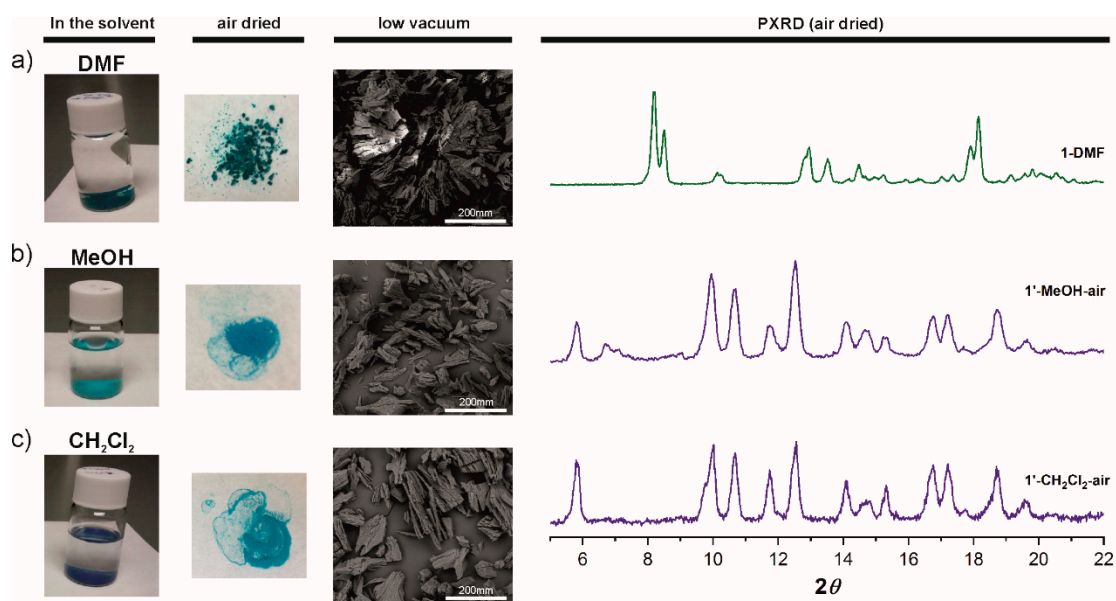 In the solvent
air dried
low vacuum
PXRD (air dried)
a)
DMF
200mm
1-DMF
b)
MeOH
200mm
1'-MeOH-air
c)
CH₂Cl₂
200mm
1'-CH₂Cl₂-air
6 8 10 12 14 16 18 20 22
2θ